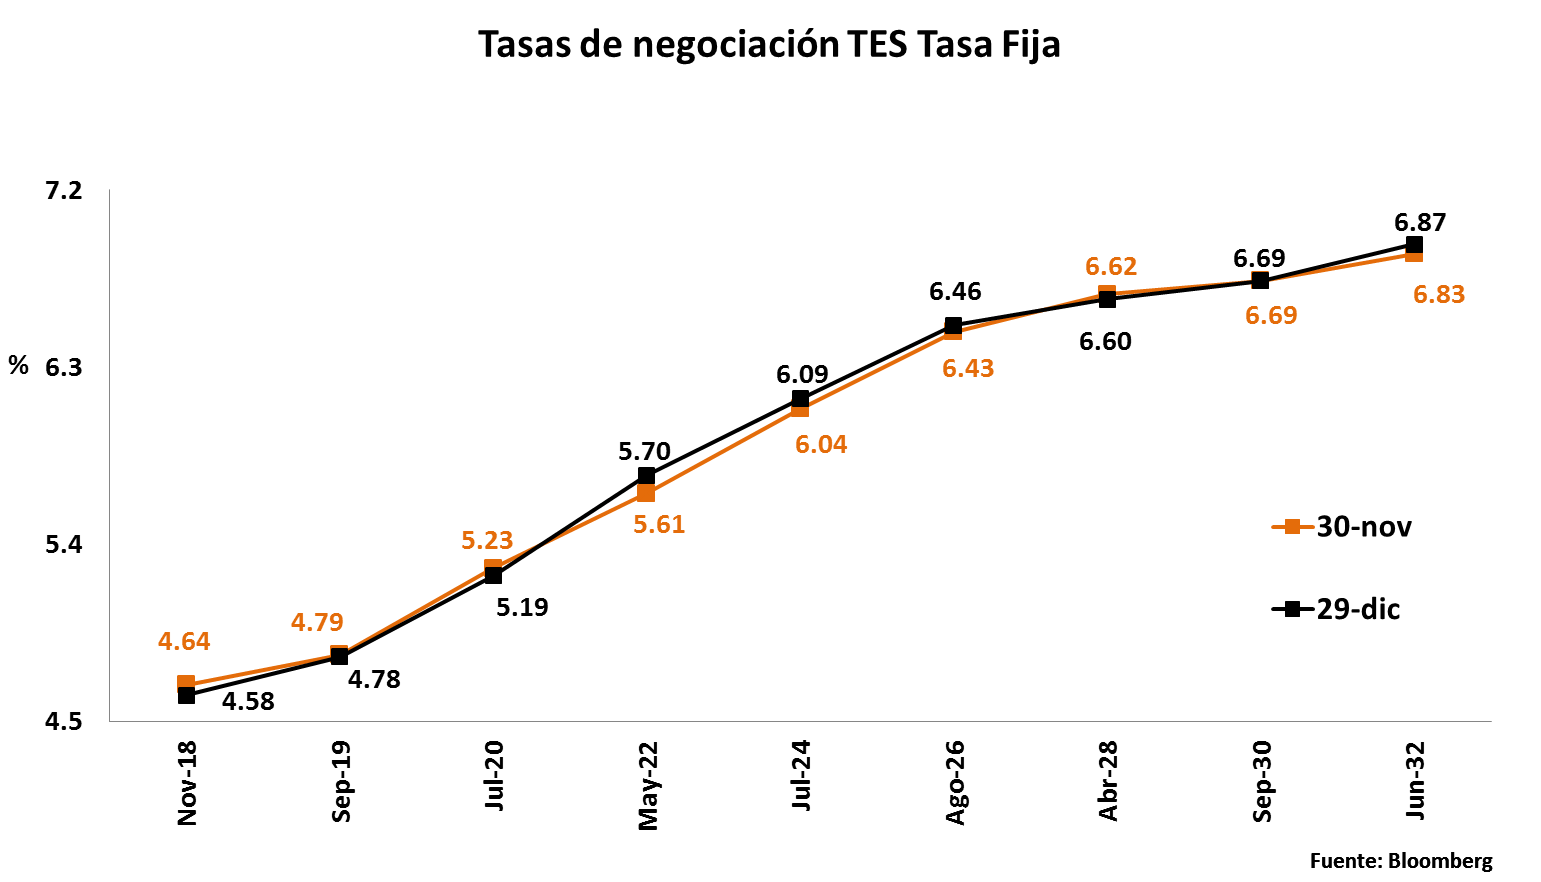 Tasas de negociación TES Tasa Fija
7.2
6.3
5.4
4.5
%
4.64
4.79
5.23
5.61
6.04
6.43
6.62
6.69
6.83
4.58
4.78
5.19
5.70
6.09
6.46
6.60
6.69
6.87
30-nov
29-dic
Nov-18
Sep-19
Jul-20
May-22
Jul-24
Ago-26
Abr-28
Sep-30
Jun-32
Fuente: Bloomberg